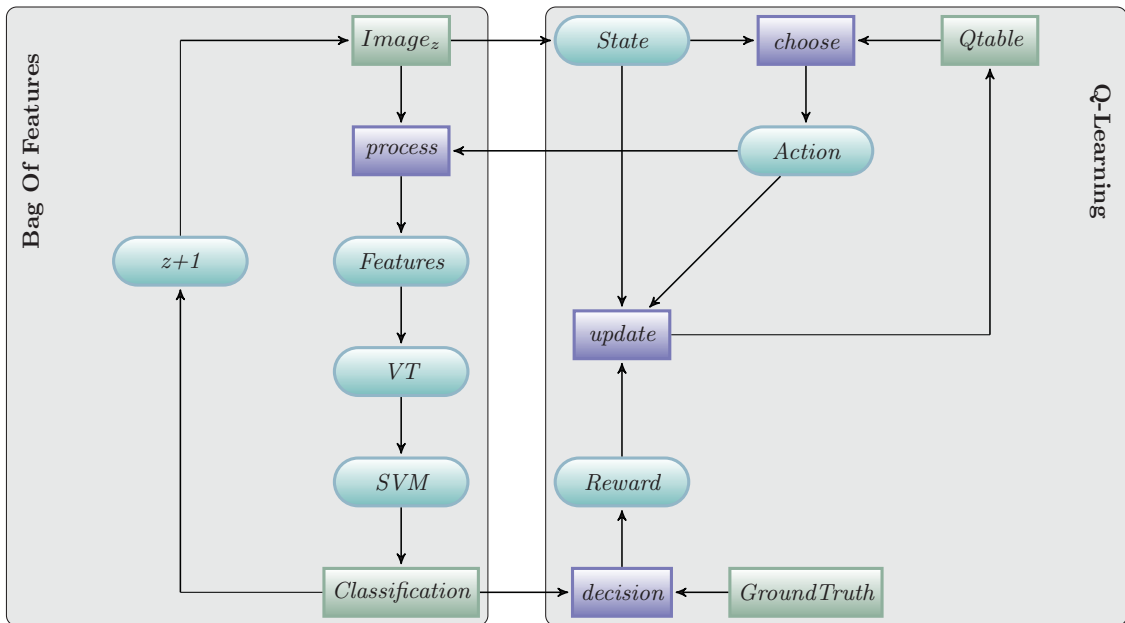 Bag Of Features
Q-Learning
Image_z
State
choose
Qtable
process
Action
z+1
Features
update
VT
SVM
Reward
Classification
decision
GroundTruth